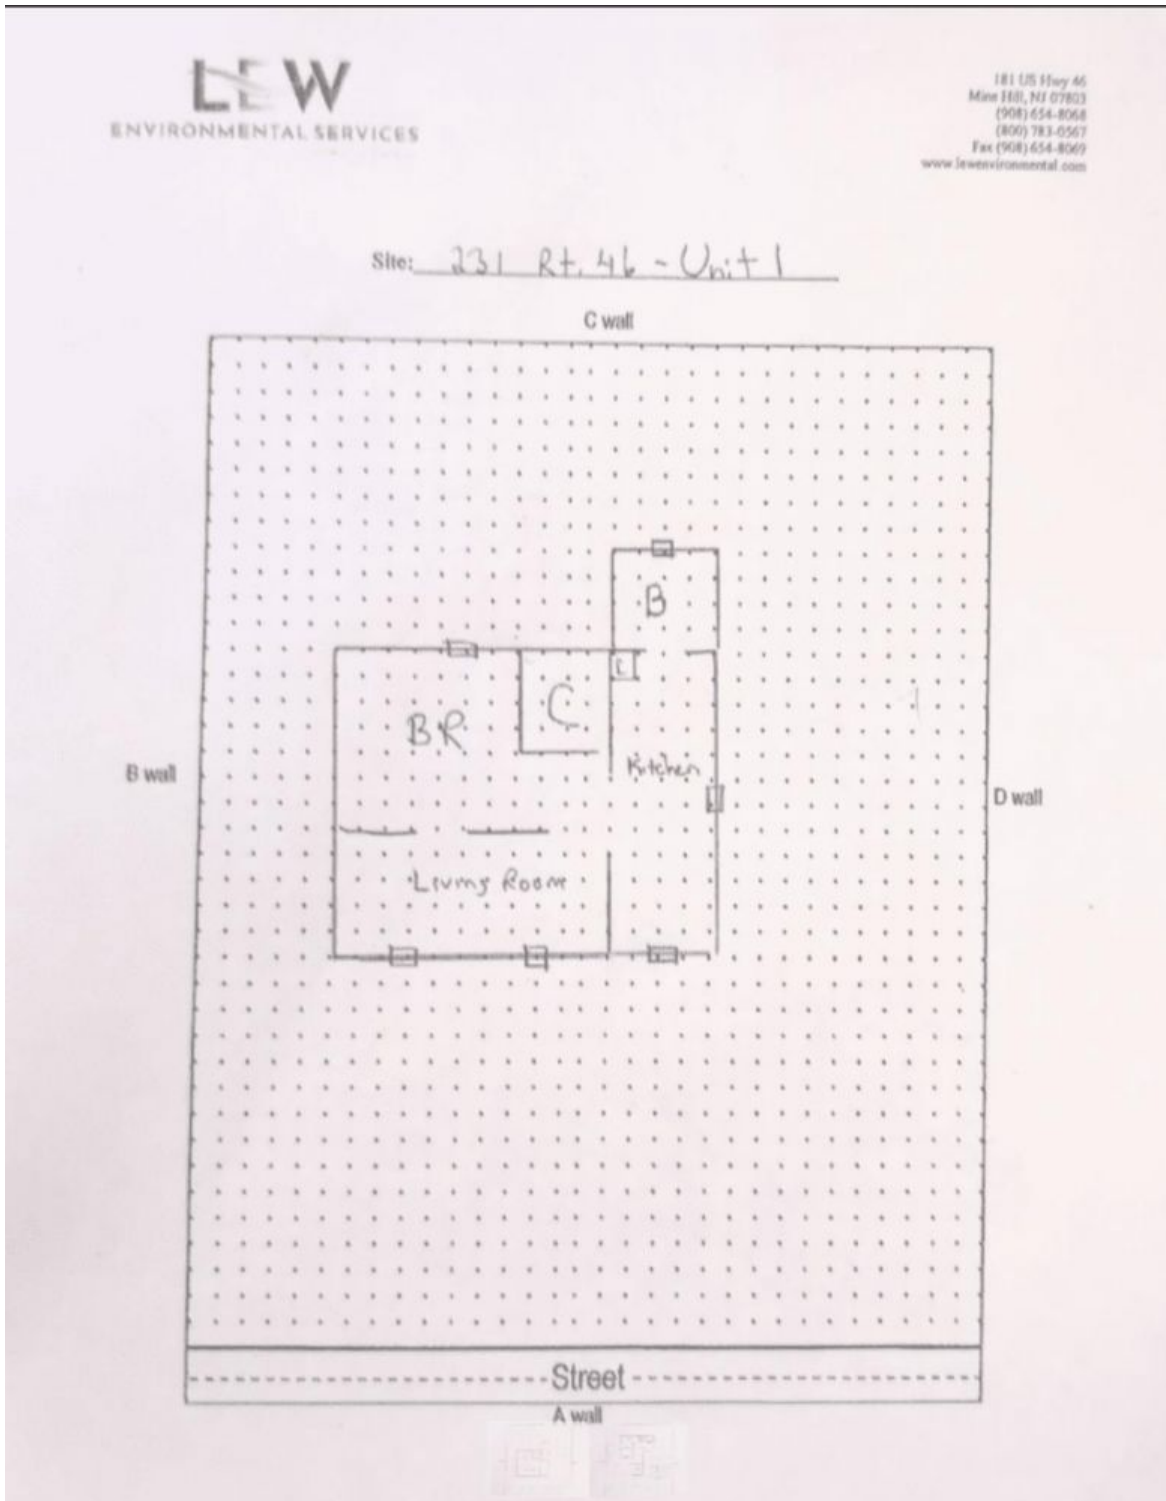 LEW
ENVIRONMENTAL SERVICES
181 US Hwy 46
Mine Hill, NJ 07803
(908) 654-8068
(800) 783-0567
Fax (908) 654-8069
www.lewenvironmental.com
Site: 231 Rt. 46 - Unit 1
C wall
B
C
C
BR
Kitchen
B wall
D wall
Living Room
Street
A wall